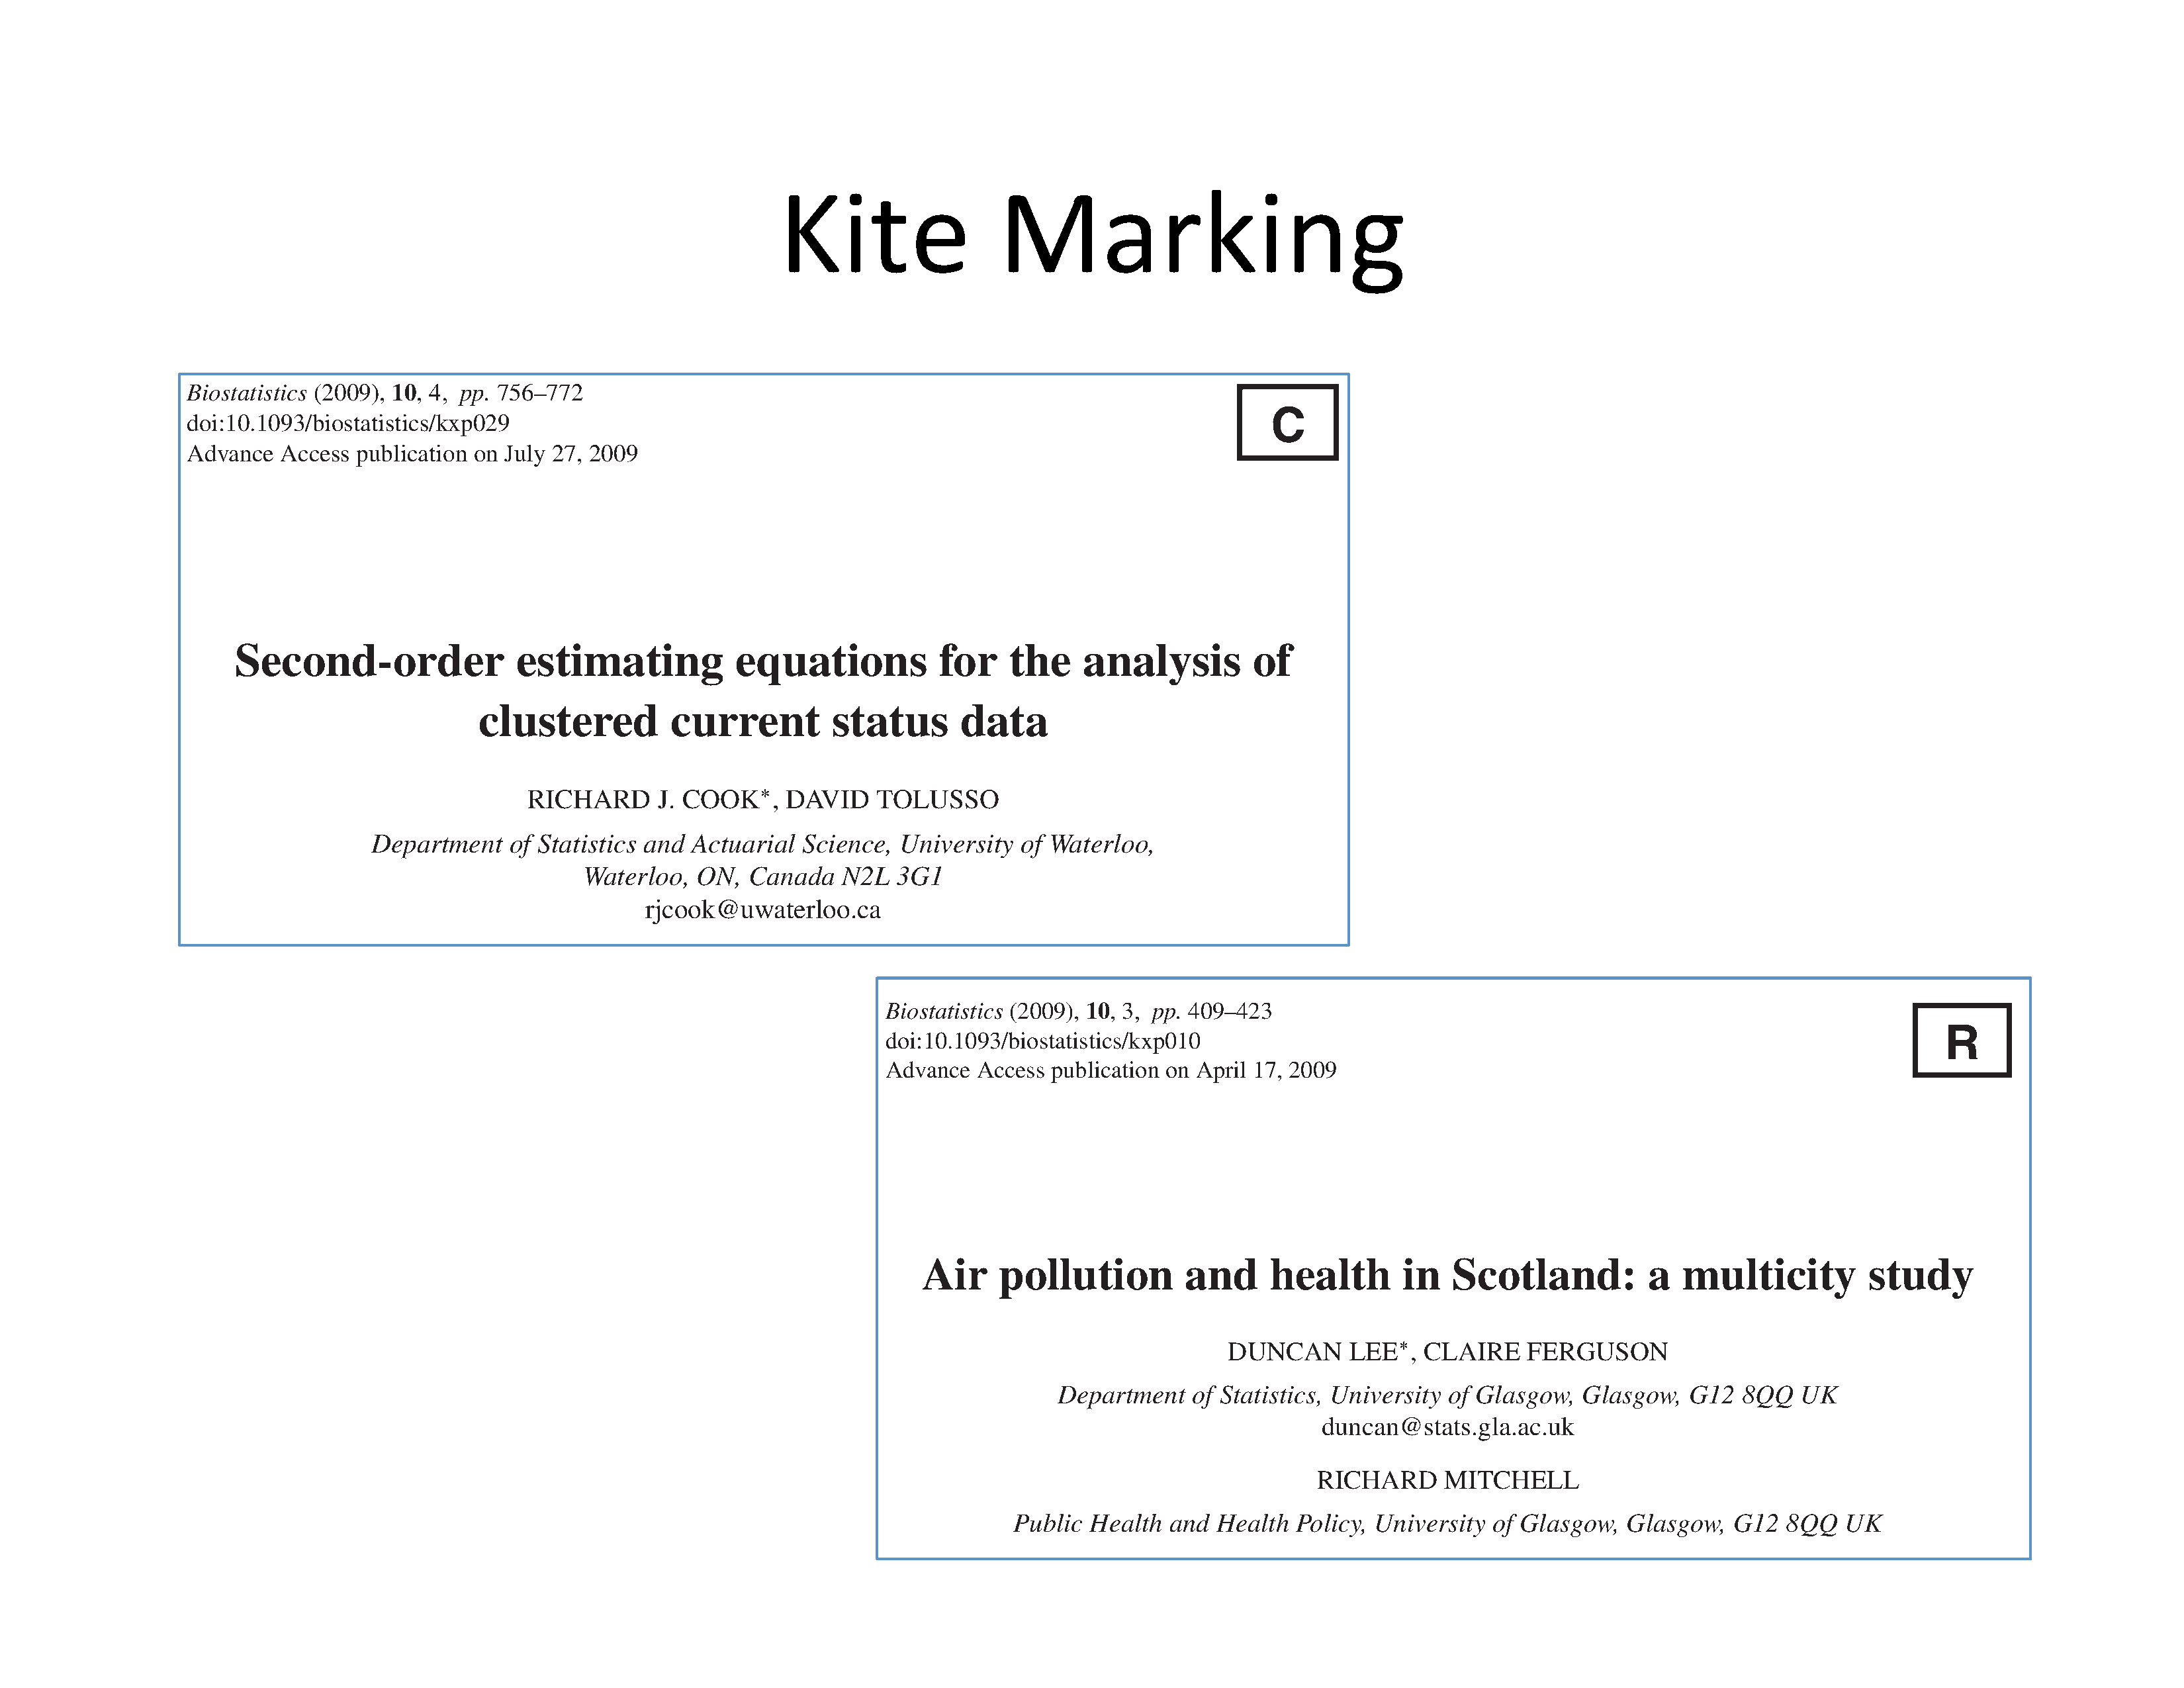 Kite Marking
Biostatistics (2009), 10, 4, pp. 756–772
doi:10.1093/biostatistics/kxp029
Advance Access publication on July 27, 2009
C
Second-order estimating equations for the analysis of
clustered current status data
RICHARD J. COOK*, DAVID TOLUSSO
Department of Statistics and Actuarial Science, University of Waterloo,
Waterloo, ON, Canada N2L 3G1
rjcook@uwaterloo.ca
Biostatistics (2009), 10, 3, pp. 409–423
doi:10.1093/biostatistics/kxp010
Advance Access publication on April 17, 2009
R
Air pollution and health in Scotland: a multicity study
DUNCAN LEE*, CLAIRE FERGUSON
Department of Statistics, University of Glasgow, Glasgow, G12 8QQ UK
duncan@stats.gla.ac.uk
RICHARD MITCHELL
Public Health and Health Policy, University of Glasgow, Glasgow, G12 8QQ UK